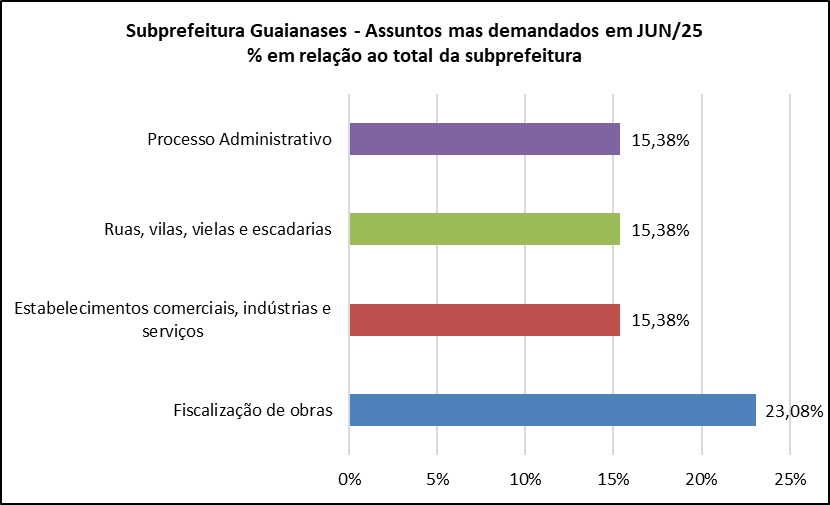 Subprefeitura Guaianases - Assuntos mas demandados em JUN/25
% em relação ao total da subprefeitura
Processo Administrativo
15,38%
Ruas, vilas, vielas e escadarias
15,38%
Estabelecimentos comerciais, indústrias e
serviços
15,38%
Fiscalização de obras
23,08%
0%
5%
10%
15%
20%
25%